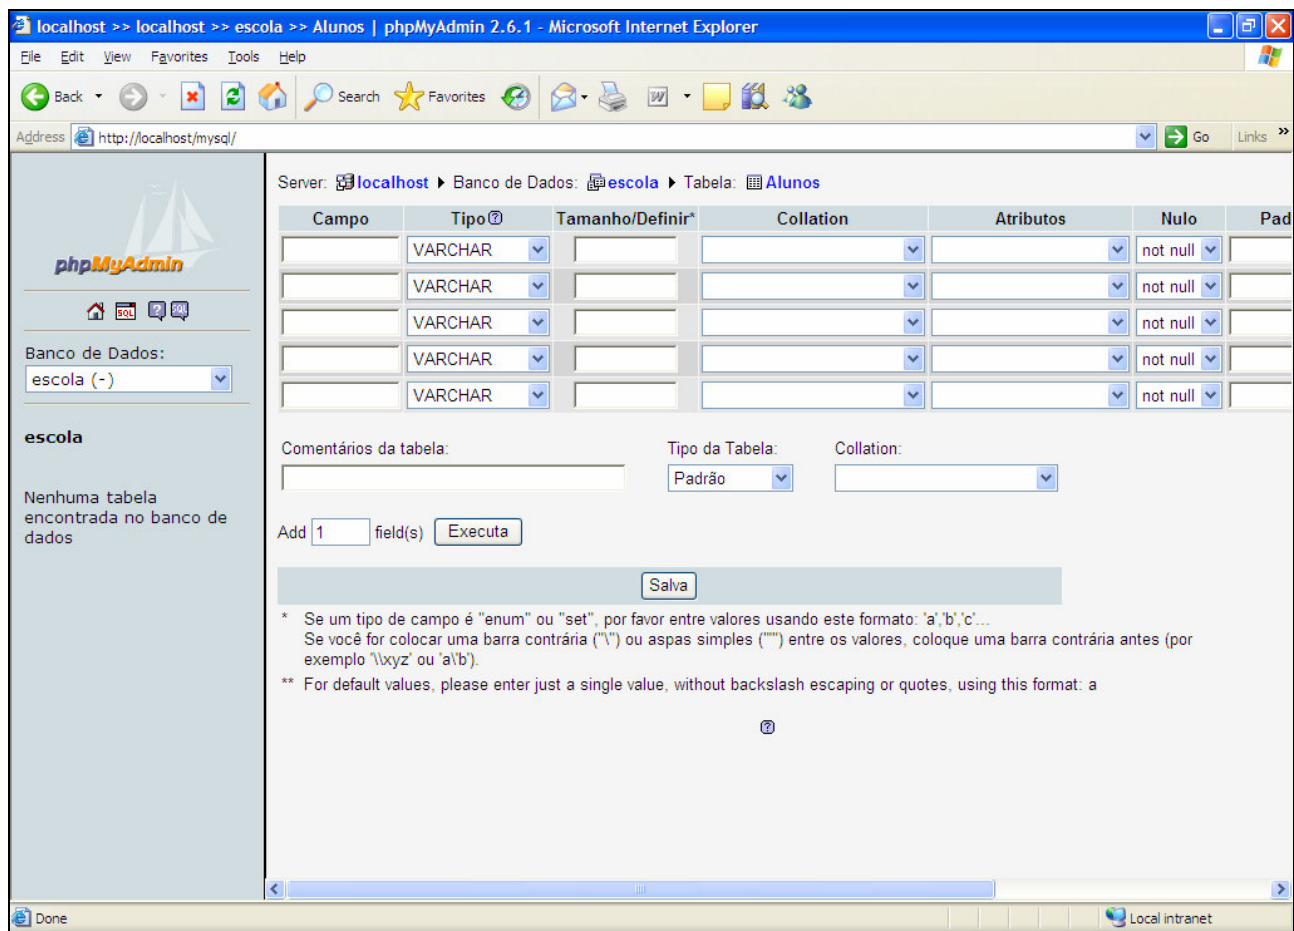 localhost >> localhost >> escola >> Alunos | phpMyAdmin 2.6.1 - Microsoft Internet Explorer
File Edit View Favorites Tools Help
Back Search Favorites
Address http://localhost/mysql/ Go Links »
phpMyAdmin
SQL ? SQL
Banco de Dados:
escola (-)
escola
Nenhuma tabela
encontrada no banco de
dados
Server: localhost ▶ Banco de Dados: escola ▶ Tabela: Alunos
Campo Tipo ? Tamanho/Definir* Collation Atributos Nulo Pad
VARCHAR not null
VARCHAR not null
VARCHAR not null
VARCHAR not null
VARCHAR not null
Comentários da tabela: Tipo da Tabela: Collation:
Padrão
Add 1 field(s) Executa
Salva
* Se um tipo de campo é "enum" ou "set", por favor entre valores usando este formato: 'a','b','c'...
Se você for colocar uma barra contrária ("\") ou aspas simples ("'") entre os valores, coloque uma barra contrária antes (por
exemplo '\\xyz' ou 'a\'b').
** For default values, please enter just a single value, without backslash escaping or quotes, using this format: a
?
Done Local intranet